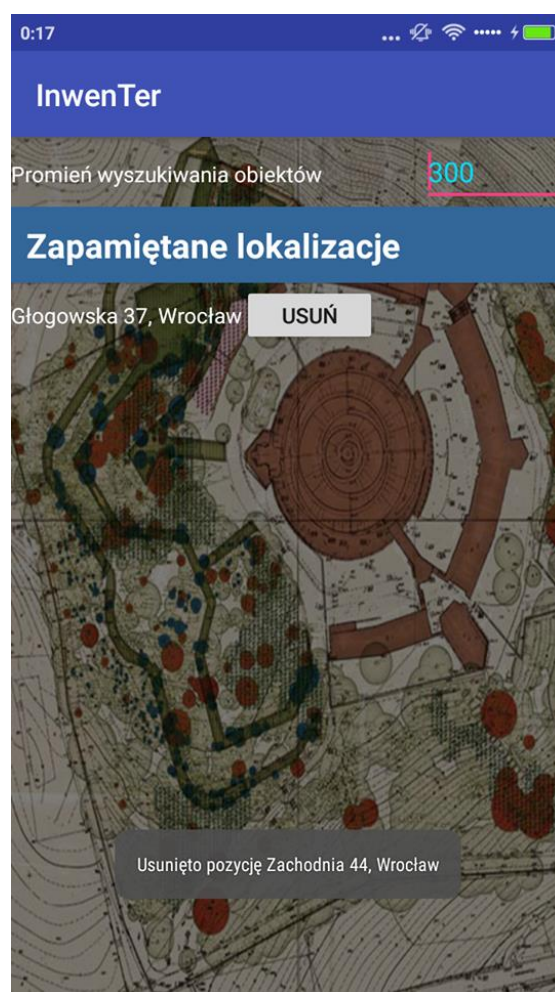 0:17
InwenTer
Promień wyszukiwania obiektów 300
Zapamiętane lokalizacje
Głogowska 37, Wrocław USUŃ
Usunięto pozycję Zachodnia 44, Wrocław